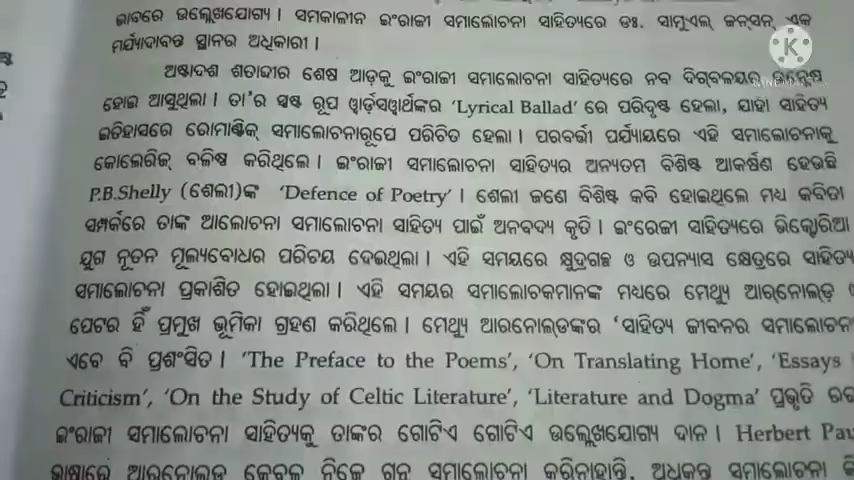 ଭାବରେ ଉଲ୍ଲେଖଯୋଗ୍ୟ । ସମକାଳୀନ ଇଂରାଜୀ ସମାଲୋଚନା ସାହିତ୍ୟରେ ଡଃ. ସାମୁଏଲ୍ ଜନ୍‌ସନ୍ ଏକ
ମର୍ଯ୍ୟାଦାବନ୍ତ ସ୍ଥାନର ଅଧିକାରୀ ।
ଅଷ୍ଟାଦଶ ଶତାବ୍ଦୀର ଶେଷ ଆଡ଼କୁ ଇଂରାଜୀ ସମାଲୋଚନା ସାହିତ୍ୟରେ ନବ ଦିଗ୍‌ବଳୟର ଉନ୍ମେଷ
ହୋଇ ଆସୁଥିଲା । ତା'ର ସ୍ପଷ୍ଟ ରୂପ ୱାର୍ଡ଼ସୱାର୍ଥଙ୍କର 'Lyrical Ballad' ରେ ପରିଦୃଷ୍ଟ ହେଲା, ଯାହା ସାହିତ୍ୟ
ଇତିହାସରେ ରୋମାଣ୍ଟିକ୍ ସମାଲୋଚନାରୂପେ ପରିଚିତ ହେଲା । ପରବର୍ତ୍ତୀ ପର୍ଯ୍ୟାୟରେ ଏହି ସମାଲୋଚନାକୁ
କୋଲେରିଜ୍ ବଳିଷ୍ଠ କରିଥିଲେ । ଇଂରାଜୀ ସମାଲୋଚନା ସାହିତ୍ୟର ଅନ୍ୟତମ ବିଶିଷ୍ଟ ଆକର୍ଷଣ ହେଉଛି
P.B.Shelly (ଶେଲୀ)ଙ୍କ 'Defence of Poetry' । ଶେଲୀ ଜଣେ ବିଶିଷ୍ଟ କବି ହୋଇଥିଲେ ମଧ୍ୟ କବିତା
ସମ୍ପର୍କରେ ତାଙ୍କ ଆଲୋଚନା ସମାଲୋଚନା ସାହିତ୍ୟ ପାଇଁ ଅନବଦ୍ୟ କୃତି । ଇଂରେଜୀ ସାହିତ୍ୟରେ ଭିକ୍ଟୋରିଆ
ଯୁଗ ନୂତନ ମୂଲ୍ୟବୋଧର ପରିଚୟ ଦେଇଥିଲା । ଏହି ସମୟରେ କ୍ଷୁଦ୍ରଗଳ୍ପ ଓ ଉପନ୍ୟାସ କ୍ଷେତ୍ରରେ ସାହିତ୍ୟ
ସମାଲୋଚନା ପ୍ରକାଶିତ ହୋଇଥିଲା । ଏହି ସମୟର ସମାଲୋଚକମାନଙ୍କ ମଧ୍ୟରେ ମେଥ୍ୟୁ ଆର୍‌ନୋଲ୍‌ଡ଼
ପେଟର ହିଁ ପ୍ରମୁଖ ଭୂମିକା ଗ୍ରହଣ କରିଥିଲେ । ମେଥ୍ୟୁ ଆରନୋଲ୍‌ଡଙ୍କର 'ସାହିତ୍ୟ ଜୀବନର ସମାଲୋଚନା
ଏବେ ବି ପ୍ରଶଂସିତ । 'The Preface to the Poems', 'On Translating Home', 'Essays
Criticism', 'On the Study of Celtic Literature', 'Literature and Dogma' ପ୍ରଭୃତି
ଇଂରାଜୀ ସମାଲୋଚନା ସାହିତ୍ୟକୁ ତାଙ୍କର ଗୋଟିଏ ଗୋଟିଏ ଉଲ୍ଲେଖଯୋଗ୍ୟ ଦାନ । Herbert
ଭାଷାରେ ଆରନୋଲଡ କେବଳ ନିଜେ ସମାଲୋଚନା କରିନାହାନ୍ତି, ଅଧିକନ୍ତୁ ସମାଲୋଚନା